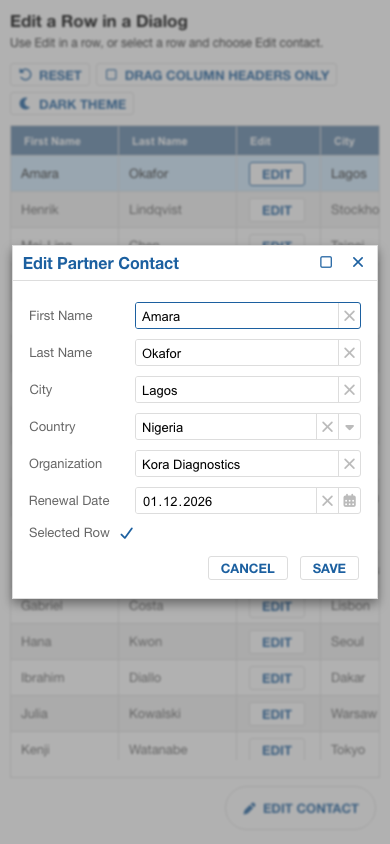 Edit a Row in a Dialog
Use Edit in a row, or select a row and choose Edit contact.
RESET
DRAG COLUMN HEADERS ONLY
DARK THEME
First Name Last Name Edit City
Amara Okafor EDIT Lagos
Henrik Lindqvist EDIT Stockho
Edit Partner Contact
First Name Amara
Last Name Okafor
City Lagos
Country Nigeria
Organization Kora Diagnostics
Renewal Date 01.12.2026
Selected Row
CANCEL SAVE
Gabriel Costa EDIT Lisbon
Hana Kwon EDIT Seoul
Ibrahim Diallo EDIT Dakar
Julia Kowalski EDIT Warsaw
Kenji Watanabe EDIT Tokyo
EDIT CONTACT